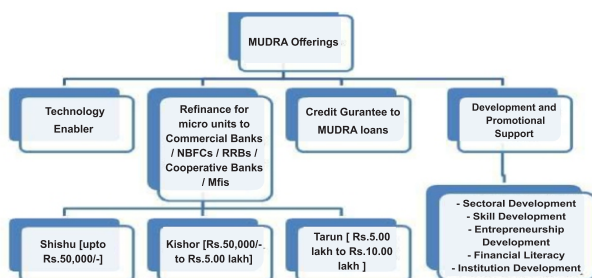 MUDRA Offerings
Technology
Enabler
Refinance for
micro units to
Commercial Banks
/ NBFCs / RRBs /
Cooperative Banks
/ Mfis
Credit Gurantee to
MUDRA loans
Development and
Promotional
Support
Shishu [upto
Rs.50,000/-]
Kishor [Rs.50,000/-
to Rs.5.00 lakh]
Tarun [ Rs.5.00
lakh to Rs.10.00
lakh ]
- Sectoral Development
- Skill Development
- Entrepreneurship
Development
- Financial Literacy
- Institution Development